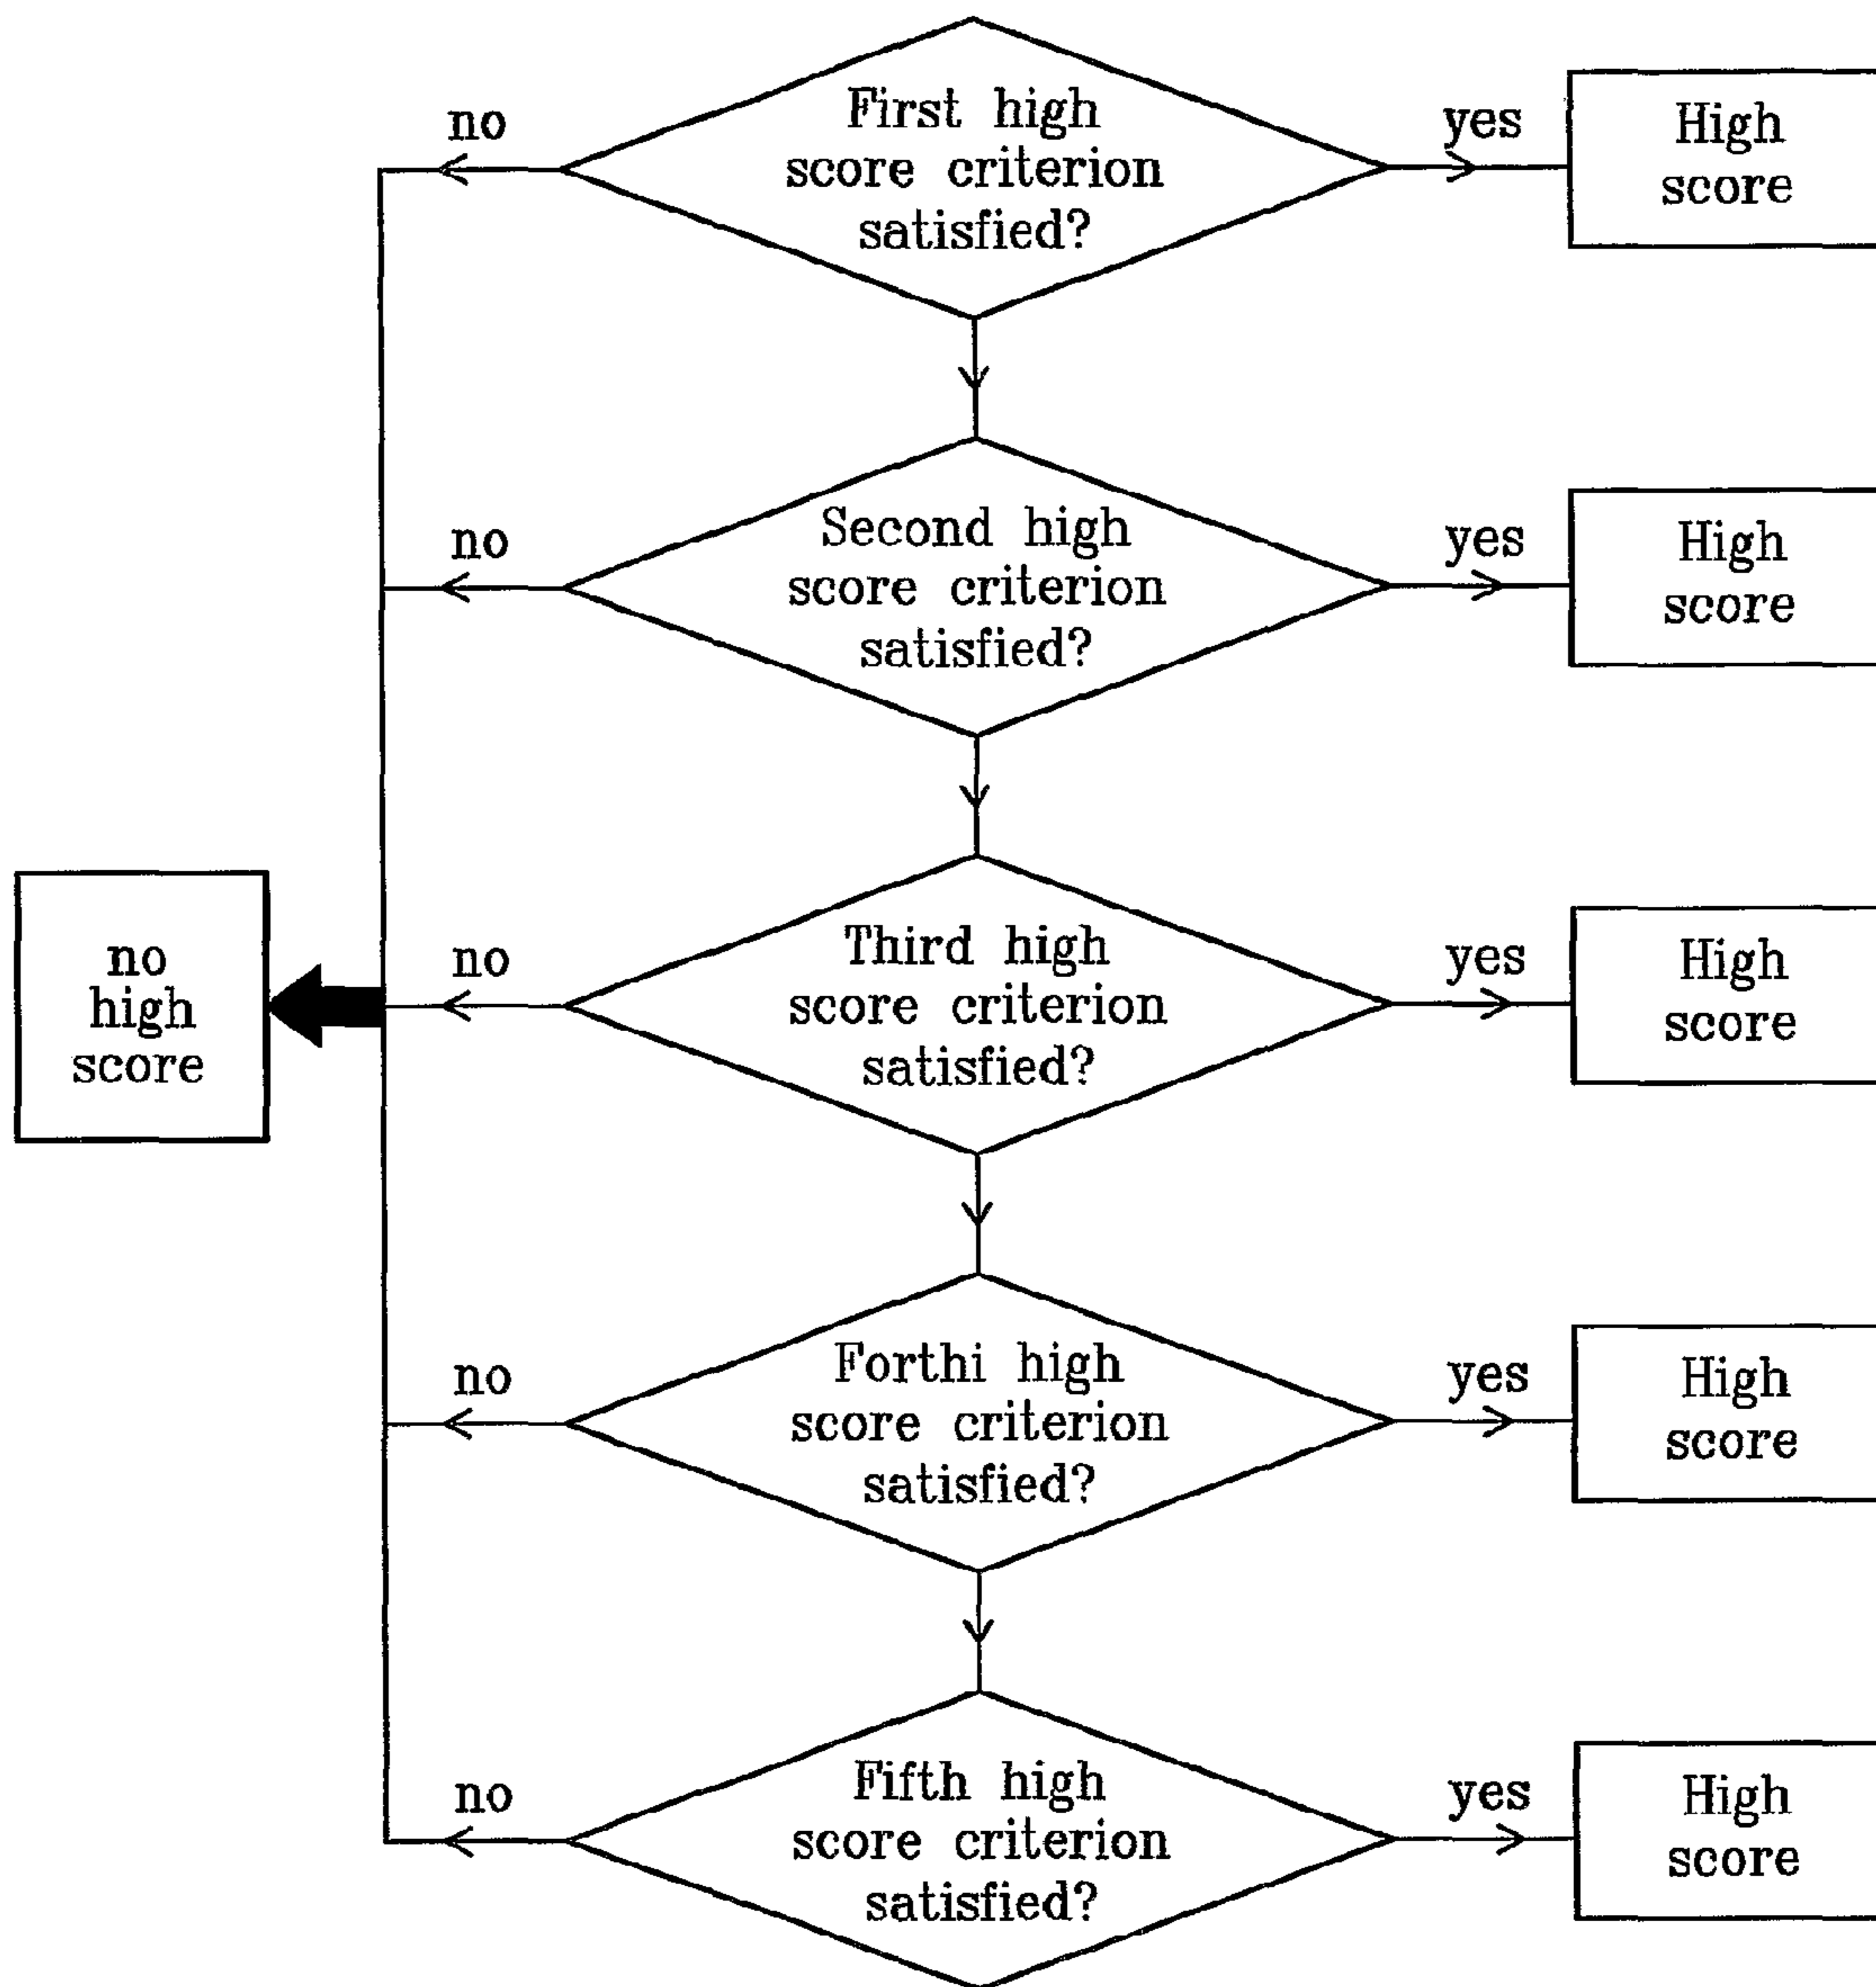 no
First high
score criterion
satisfied?
yes
High
score
no
Second high
score criterion
satisfied?
yes
High
score
no
high
score
no
Third high
score criterion
satisfied?
yes
High
score
no
Forthi high
score criterion
satisfied?
yes
High
score
no
Fifth high
score criterion
satisfied?
yes
High
score